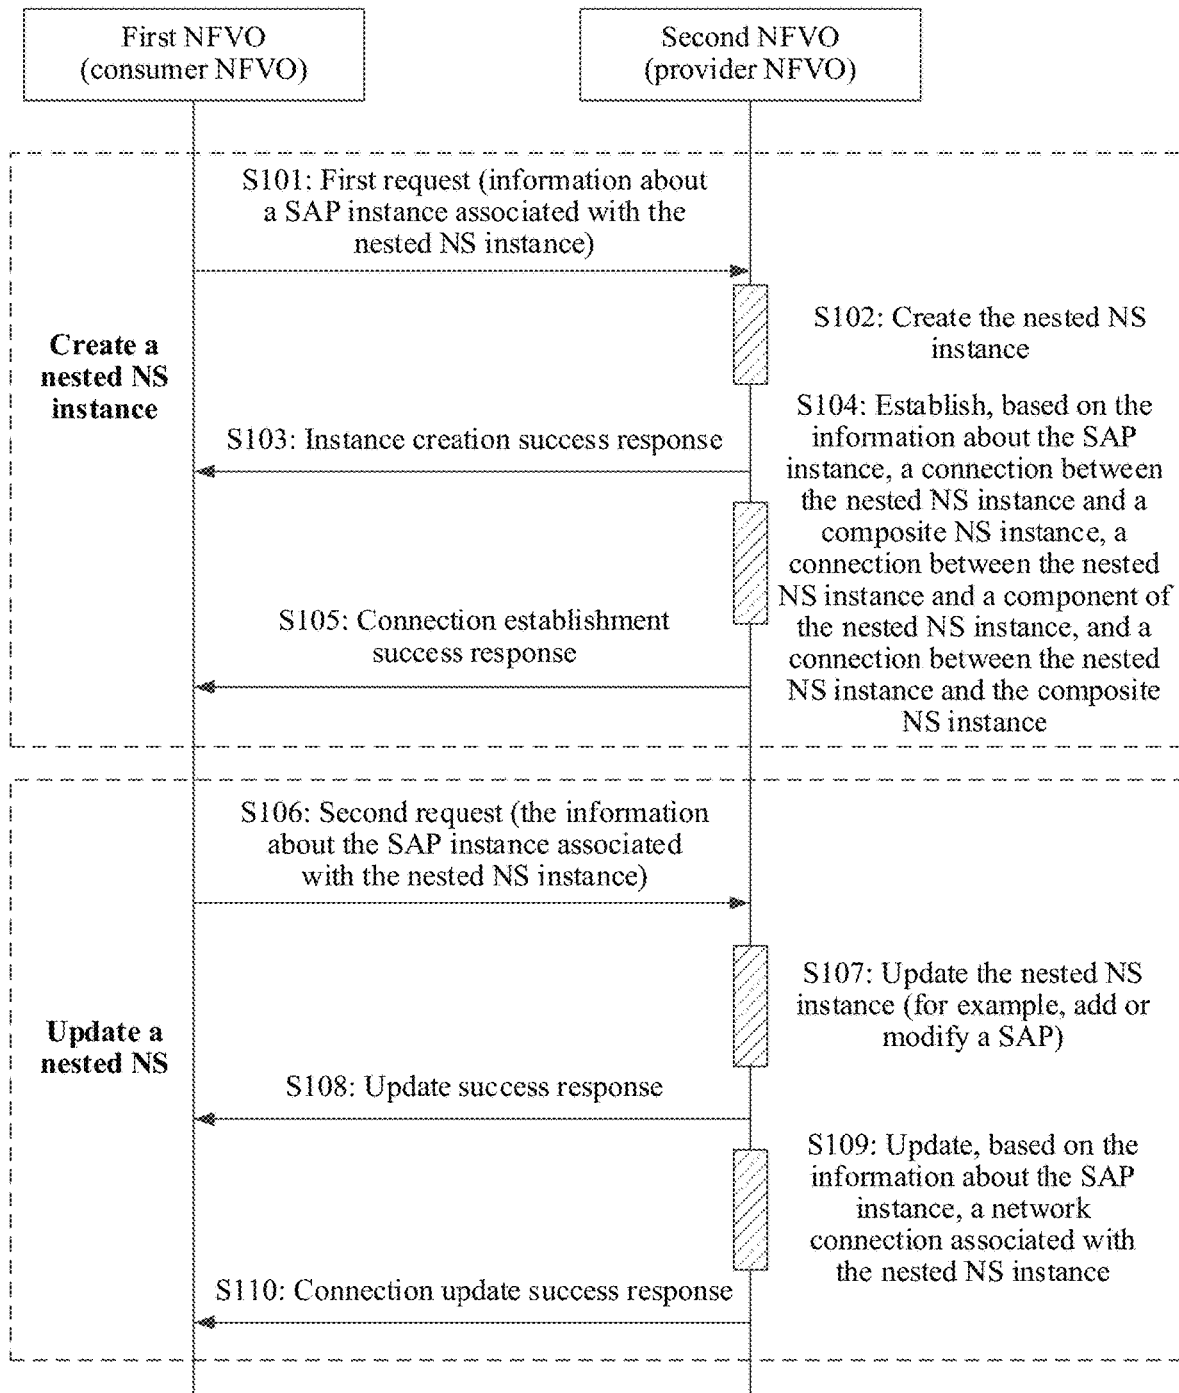 First NFVO
(consumer NFVO)
Second NFVO
(provider NFVO)
S101: First request (information about
a SAP instance associated with the
nested NS instance)
Create a
nested NS
instance
S102: Create the nested NS
instance
S103: Instance creation success response
S104: Establish, based on the
information about the SAP
instance, a connection between
the nested NS instance and a
composite NS instance, a
connection between the nested
NS instance and a component of
the nested NS instance, and a
connection between the nested
NS instance and the composite
NS instance
S105: Connection establishment
success response
S106: Second request (the information
about the SAP instance associated
with the nested NS instance)
Update a
nested NS
S107: Update the nested NS
instance (for example, add or
modify a SAP)
S108: Update success response
S109: Update, based on the
information about the SAP
instance, a network
connection associated with
the nested NS instance
S110: Connection update success response